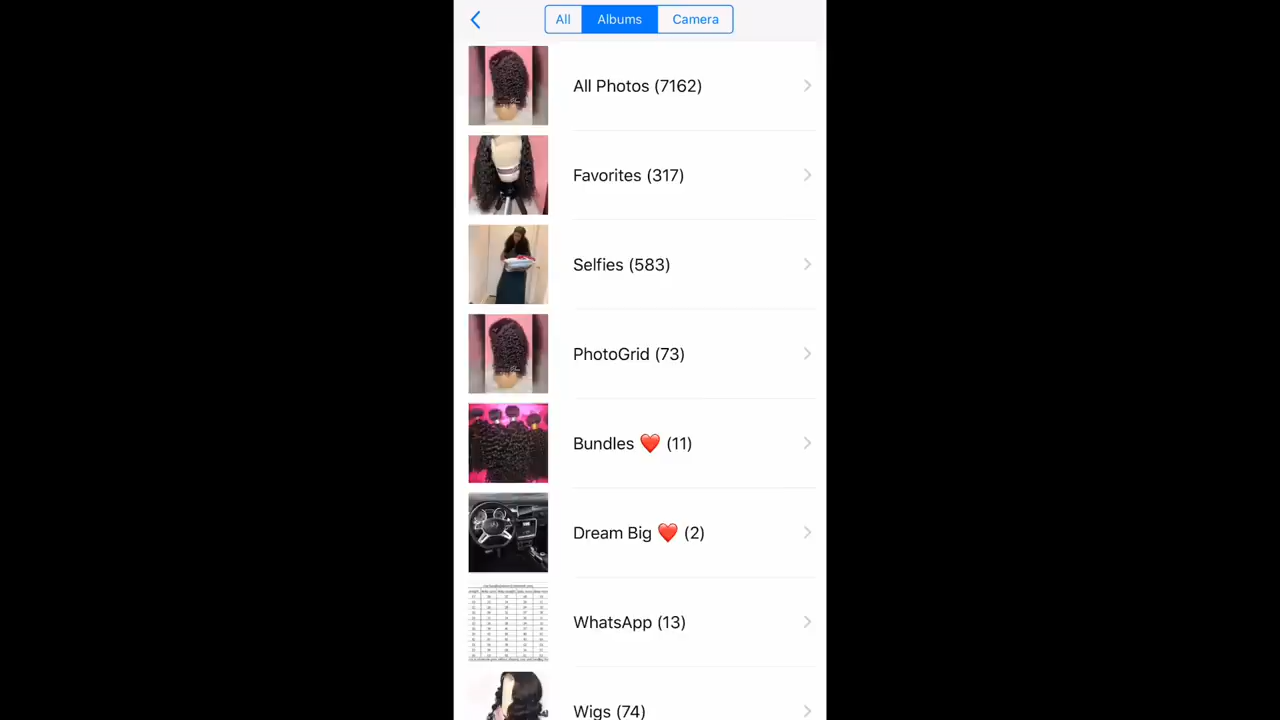 All
Albums
Camera
All Photos (7162)
Favorites (317)
Selfies (583)
PhotoGrid (73)
Bundles ❤️ (11)
Dream Big ❤️ (2)
WhatsApp (13)
Wigs (74)